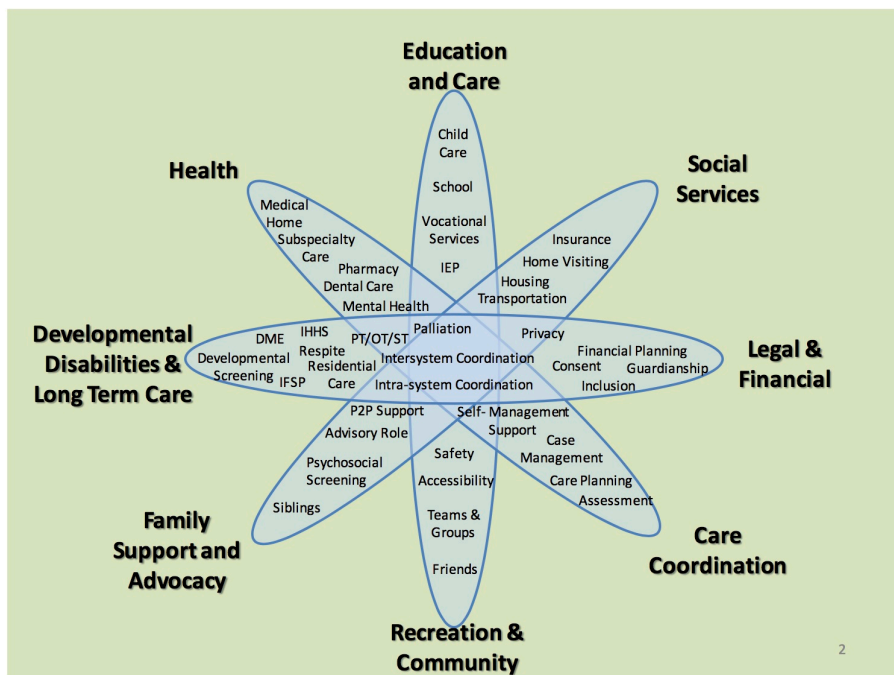 Education
and Care
Child
Care
School
Vocational
Services
IEP
Health
Medical
Home
Subspecialty
Care
Pharmacy
Dental Care
Mental Health
Social
Services
Insurance
Home Visiting
Housing
Transportation
Developmental
Disabilities &
Long Term Care
DME
IHHS
PT/OT/ST
Developmental
Screening
Respite
IFSP
Residential
Care
Palliation
Intersystem Coordination
Intra-system Coordination
Privacy
Financial Planning
Consent
Guardianship
Inclusion
Legal &
Financial
P2P Support
Advisory Role
Psychosocial
Screening
Siblings
Family
Support and
Advocacy
Self- Management
Support
Case
Management
Care Planning
Assessment
Care
Coordination
Safety
Accessibility
Teams &
Groups
Friends
Recreation &
Community
2